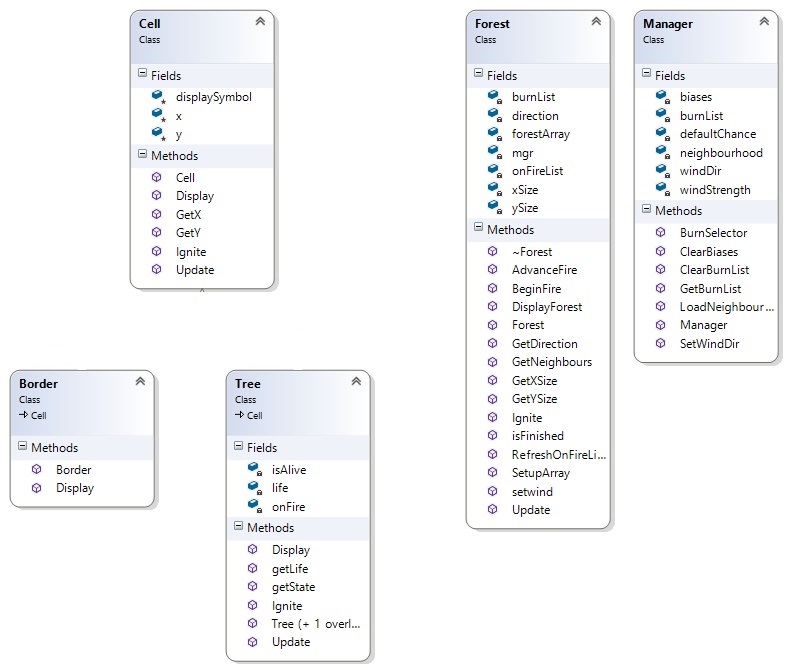 Cell
Class
Fields
displaySymbol
x
y
Methods
Cell
Display
GetX
GetY
Ignite
Update
Forest
Class
Fields
burnList
direction
forestArray
mgr
onFireList
xSize
ySize
Methods
~Forest
AdvanceFire
BeginFire
DisplayForest
Forest
GetDirection
GetNeighbours
GetXSize
GetYSize
Ignite
isFinished
RefreshOnFireLi...
SetupArray
setwind
Update
Manager
Class
Fields
biases
burnList
defaultChance
neighbourhood
windDir
windStrength
Methods
BurnSelector
ClearBiases
ClearBurnList
GetBurnList
LoadNeighbour...
Manager
SetWindDir
Border
Class
Cell
Methods
Border
Display
Tree
Class
Cell
Fields
isAlive
life
onFire
Methods
Display
getLife
getState
Ignite
Tree (+ 1 overl...
Update